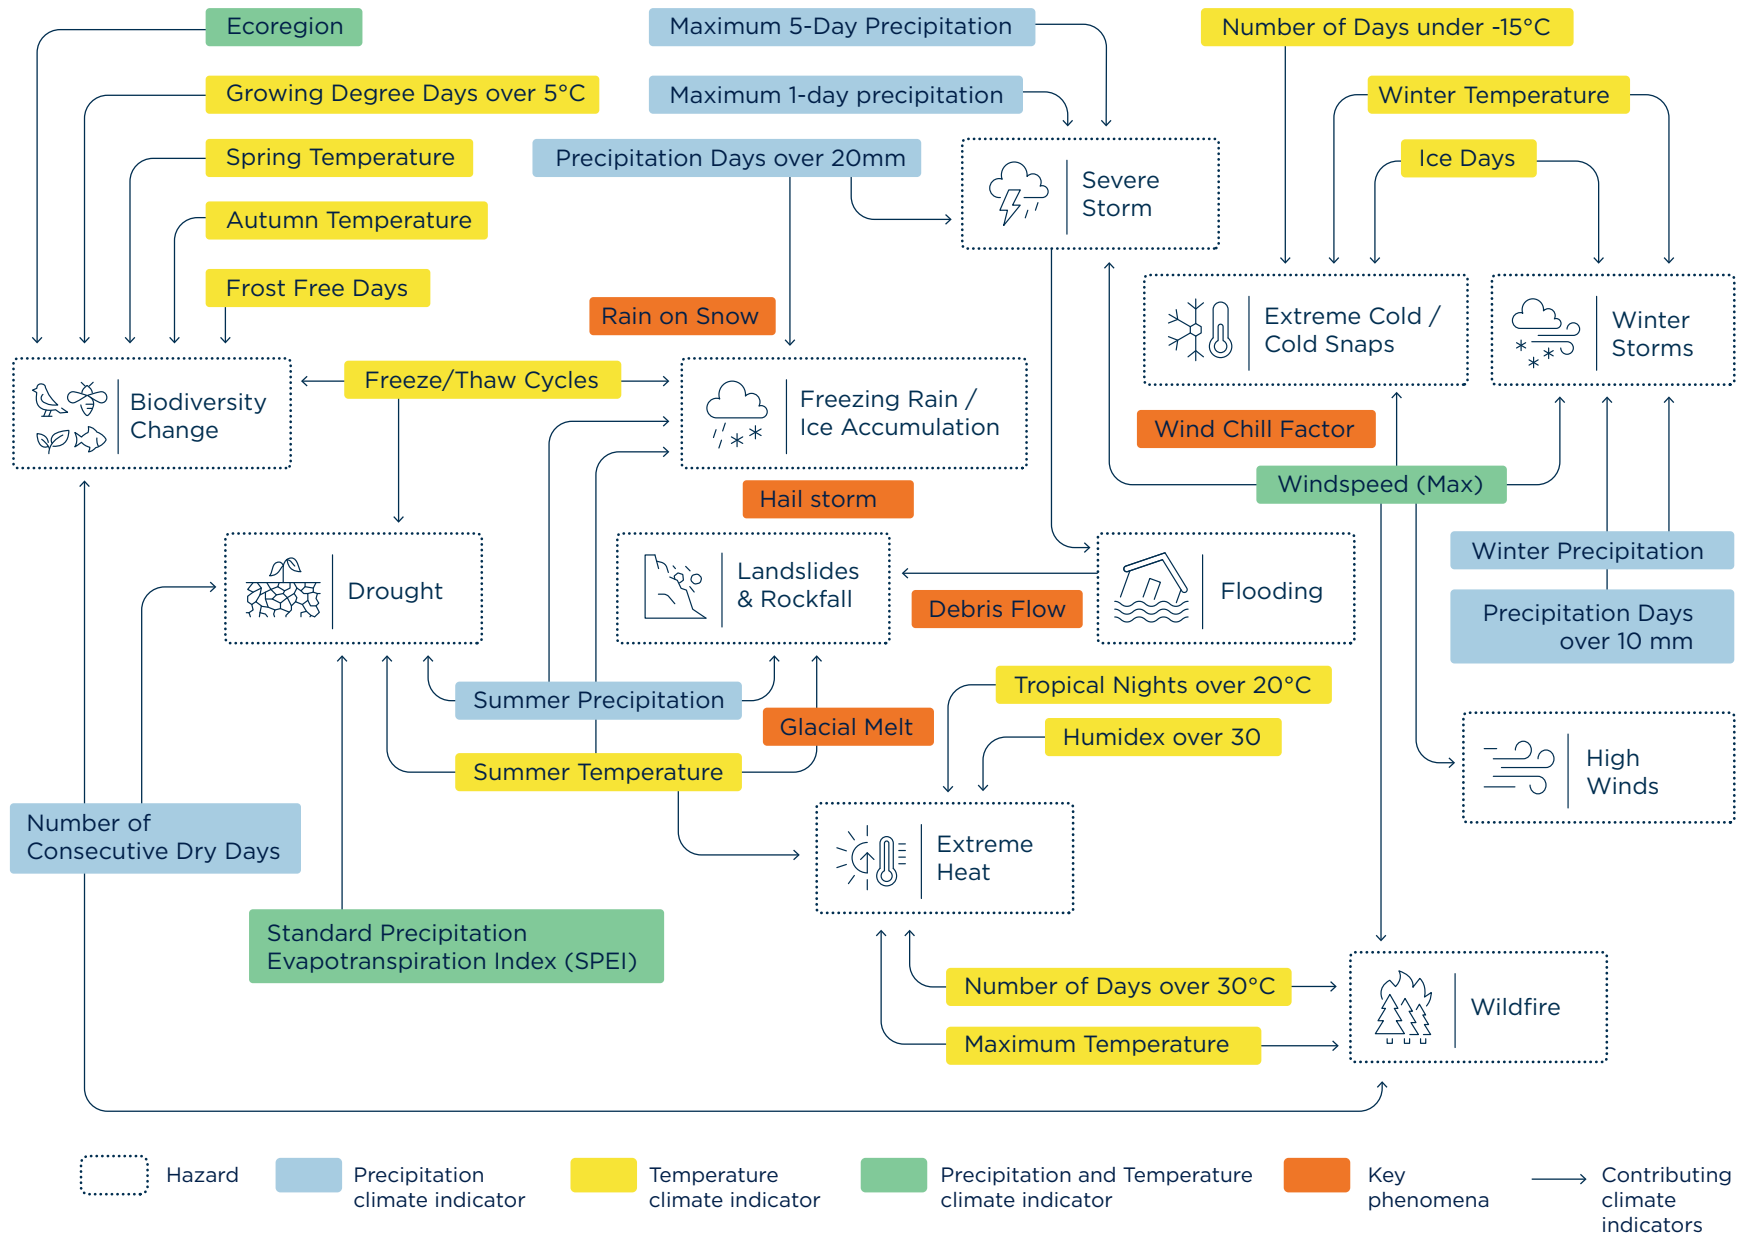 Ecoregion
Maximum 5-Day Precipitation
Number of Days under -15°C
Growing Degree Days over 5°C
Maximum 1-day precipitation
Winter Temperature
Spring Temperature
Precipitation Days over 20mm
Ice Days
Severe
Storm
Autumn Temperature
Frost Free Days
Rain on Snow
Extreme Cold /
Cold Snaps
Winter
Storms
Freeze/Thaw Cycles
Biodiversity
Change
Freezing Rain /
Ice Accumulation
Wind Chill Factor
Hail storm
Windspeed (Max)
Winter Precipitation
Drought
Landslides
& Rockfall
Debris Flow
Flooding
Precipitation Days
over 10 mm
Summer Precipitation
Tropical Nights over 20°C
Glacial Melt
Humidex over 30
Summer Temperature
High
Winds
Number of
Consecutive Dry Days
Extreme
Heat
Standard Precipitation
Evapotranspiration Index (SPEI)
Number of Days over 30°C
Wildfire
Maximum Temperature
Hazard
Precipitation
climate indicator
Temperature
climate indicator
Precipitation and Temperature
climate indicator
Key
phenomena
Contributing
climate
indicators